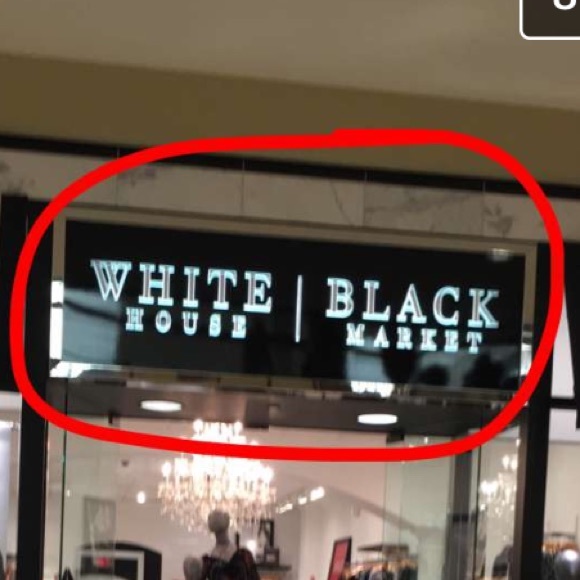 WHITE | BLACK
HOUSE MARKET